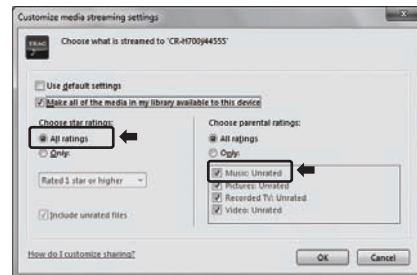 Customize media streaming settings
TEAC
Choose what is streamed to 'CR-H700j44555'
Use default settings
Make all of the media in my library available to this device
Choose star ratings:
All ratings
Only:
Rated 1 star or higher
Include unrated files
Choose parental ratings:
All ratings
Only:
Music: Unrated
Pictures: Unrated
Recorded TV: Unrated
Video: Unrated
How do I customize sharing?
OK
Cancel